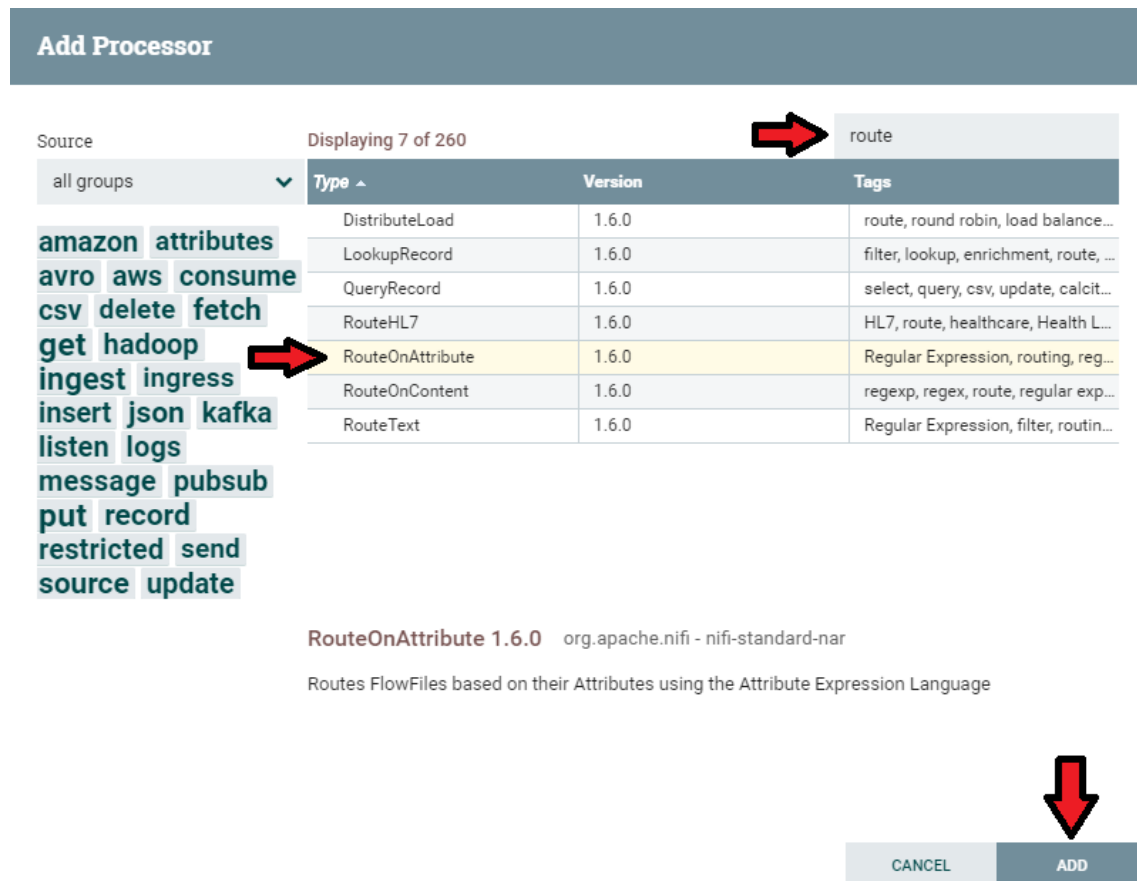 Add Processor
Source
Displaying 7 of 260
route
all groups
Type
Version
Tags
DistributeLoad 1.6.0 route, round robin, load balance...
LookupRecord 1.6.0 filter, lookup, enrichment, route, ...
QueryRecord 1.6.0 select, query, csv, update, calcit...
RouteHL7 1.6.0 HL7, route, healthcare, Health L...
RouteOnAttribute 1.6.0 Regular Expression, routing, reg...
RouteOnContent 1.6.0 regexp, regex, route, regular exp...
RouteText 1.6.0 Regular Expression, filter, routin...
amazon attributes
avro aws consume
csv delete fetch
get hadoop
ingest ingress
insert json kafka
listen logs
message pubsub
put record
restricted send
source update
RouteOnAttribute 1.6.0 org.apache.nifi - nifi-standard-nar
Routes FlowFiles based on their Attributes using the Attribute Expression Language
CANCEL
ADD